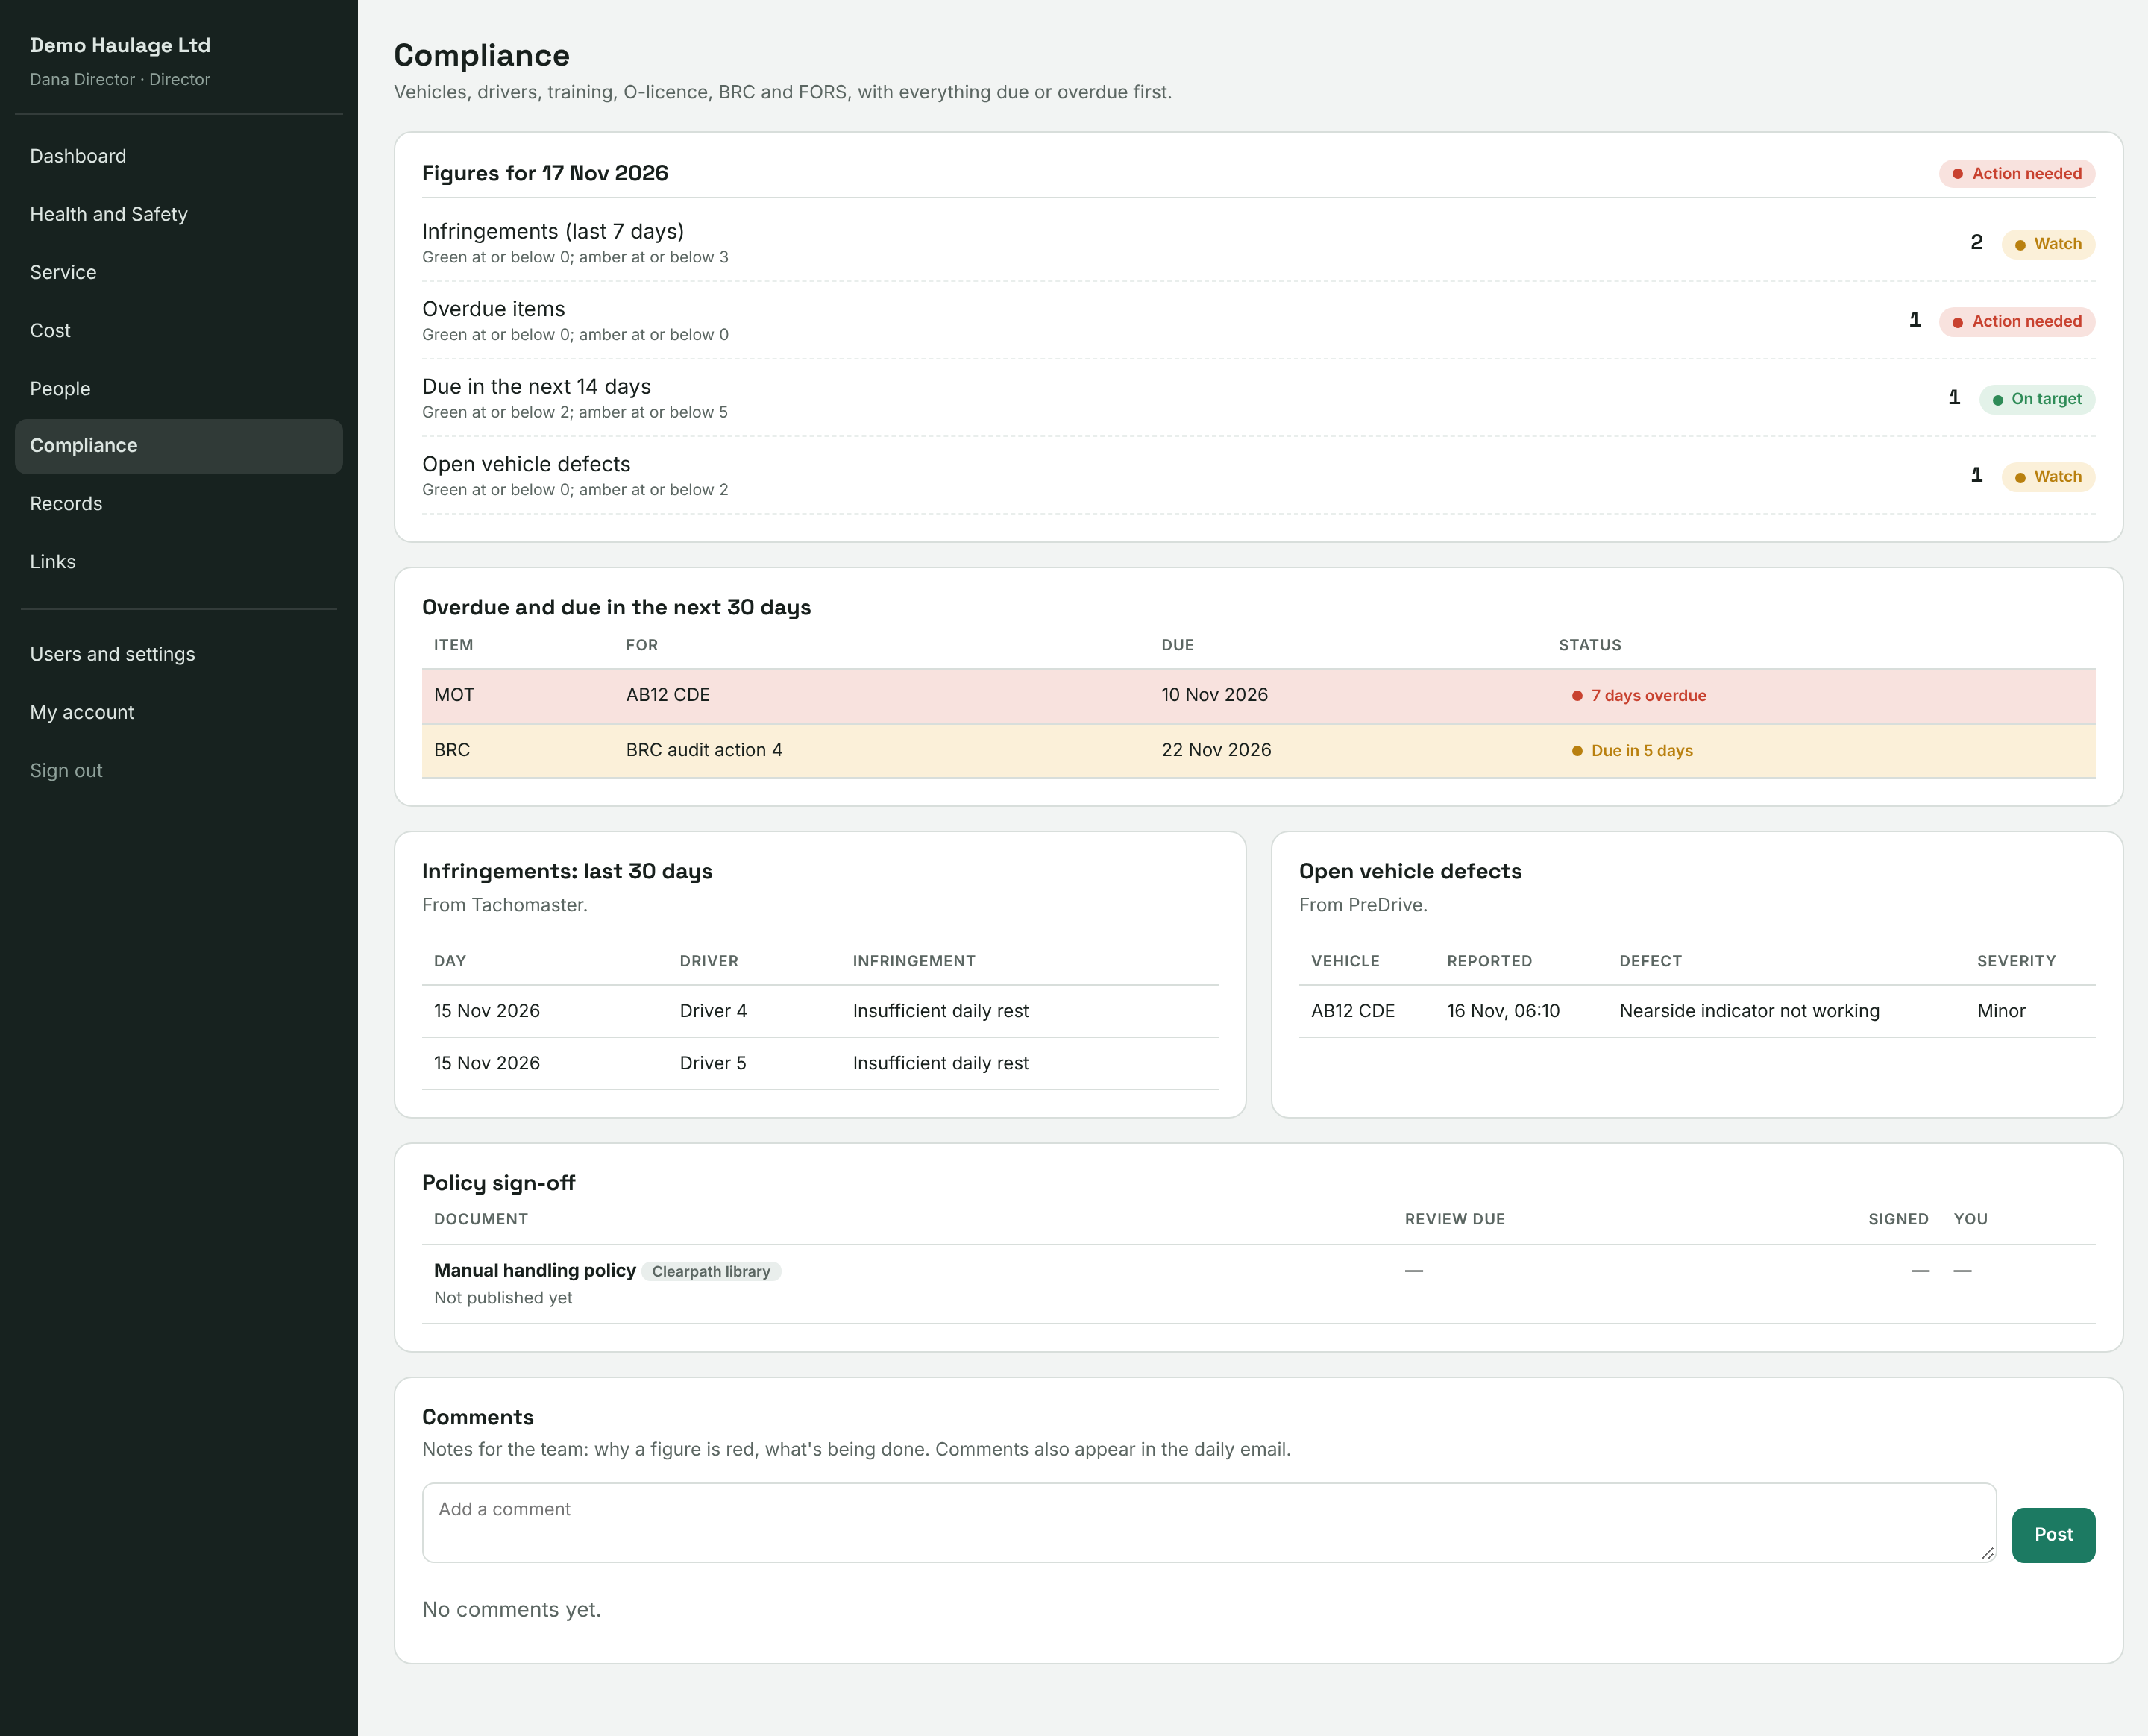 Demo Haulage Ltd
Dana Director · Director
Dashboard
Health and Safety
Service
Cost
People
Compliance
Records
Links
Users and settings
My account
Sign out
Compliance
Vehicles, drivers, training, O-licence, BRC and FORS, with everything due or overdue first.
Figures for 17 Nov 2026 Action needed
Infringements (last 7 days)
Green at or below 0; amber at or below 3
2 Watch
Overdue items
Green at or below 0; amber at or below 0
1 Action needed
Due in the next 14 days
Green at or below 2; amber at or below 5
1 On target
Open vehicle defects
Green at or below 0; amber at or below 2
1 Watch
Overdue and due in the next 30 days
ITEM FOR DUE STATUS
MOT AB12 CDE 10 Nov 2026 7 days overdue
BRC BRC audit action 4 22 Nov 2026 Due in 5 days
Infringements: last 30 days
From Tachomaster.
DAY DRIVER INFRINGEMENT
15 Nov 2026 Driver 4 Insufficient daily rest
15 Nov 2026 Driver 5 Insufficient daily rest
Open vehicle defects
From PreDrive.
VEHICLE REPORTED DEFECT SEVERITY
AB12 CDE 16 Nov, 06:10 Nearside indicator not working Minor
Policy sign-off
DOCUMENT REVIEW DUE SIGNED YOU
Manual handling policy Clearpath library — — —
Not published yet
Comments
Notes for the team: why a figure is red, what's being done. Comments also appear in the daily email.
Add a comment
Post
No comments yet.